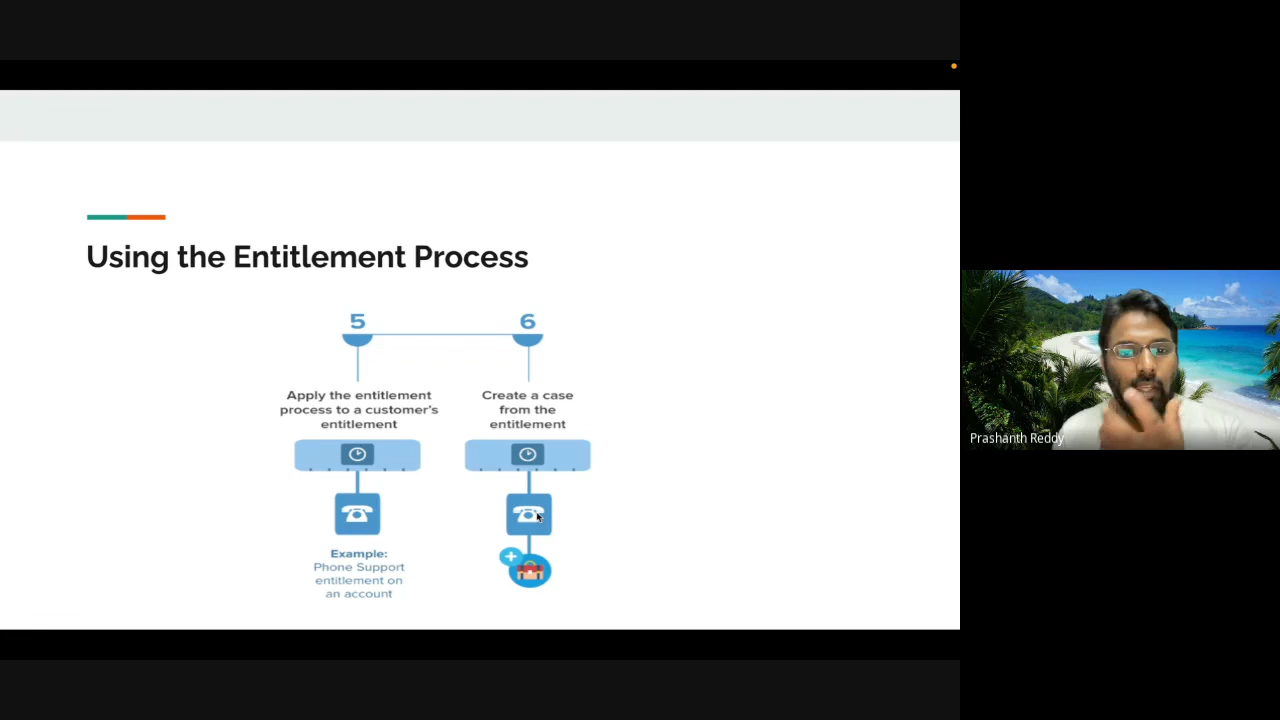 Using the Entitlement Process
5
6
Apply the entitlement
process to a customer's
entitlement
Create a case
from the
entitlement
Example:
Phone Support
entitlement on
an account
Prashanth Reddy